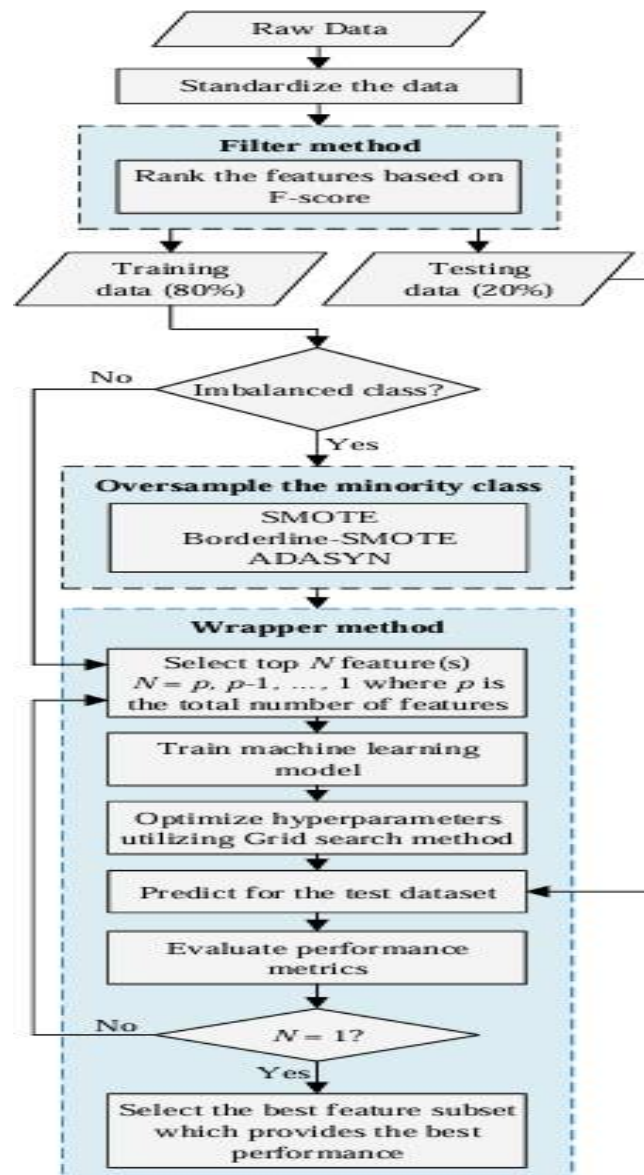 Raw Data
Standardize the data
Filter method
Rank the features based on
F-score
Training
data (80%)
Testing
data (20%)
Imbalanced class?
No
Yes
Oversample the minority class
SMOTE
Borderline-SMOTE
ADASYN
Wrapper method
Select top N feature(s)
N = p, p-1, ..., 1 where p is
the total number of features
Train machine learning
model
Optimize hyperparameters
utilizing Grid search method
Predict for the test dataset
Evaluate performance
metrics
No
N = 1?
Yes
Select the best feature subset
which provides the best
performance